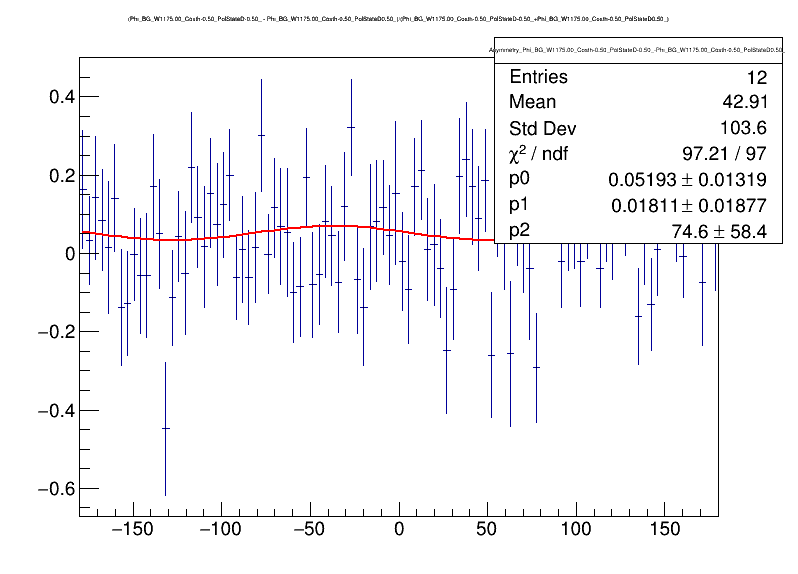 (Phi_BG_W1175.00_Costh-0.50_PolStateD-0.50_ - Phi_BG_W1175.00_Costh-0.50_PolStateD0.50_)/(Phi_BG_W1175.00_Costh-0.50_PolStateD-0.50_+Phi_BG_W1175.00_Costh-0.50_PolStateD0.50_)
Asymmetry_Phi_BG_W1175.00_Costh-0.50_PolStateD-0.50_-Phi_BG_W1175.00_Costh-0.50_PolStateD0.50_
Entries 12
Mean 42.91
Std Dev 103.6
χ² / ndf 97.21 / 97
p0 0.05193 ± 0.01319
p1 0.01811 ± 0.01877
p2 74.6 ± 58.4
0.4
0.2
0
−0.2
−0.4
−0.6
−150 −100 −50 0 50 100 150